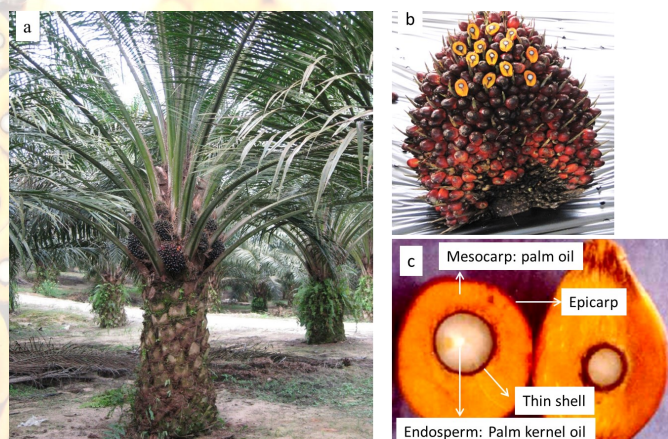 a
b
c
Mesocarp: palm oil
Epicarp
Thin shell
Endosperm: Palm kernel oil